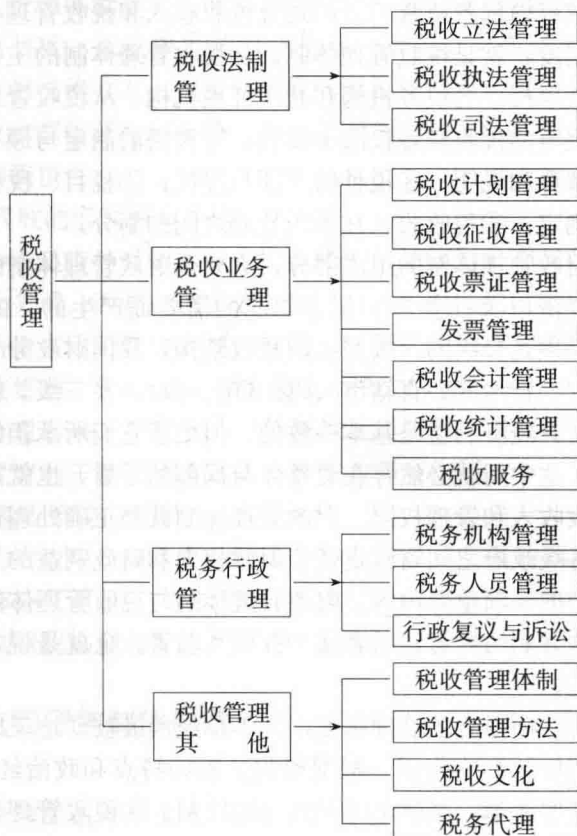 税收管理
税收法制
管 理
税收立法管理
税收执法管理
税收司法管理
税收业务
管 理
税收计划管理
税收征收管理
税收票证管理
发票管理
税收会计管理
税收统计管理
税收服务
税务行政
管 理
税务机构管理
税务人员管理
行政复议与诉讼
税收管理
其 他
税收管理体制
税收管理方法
税收文化
税务代理